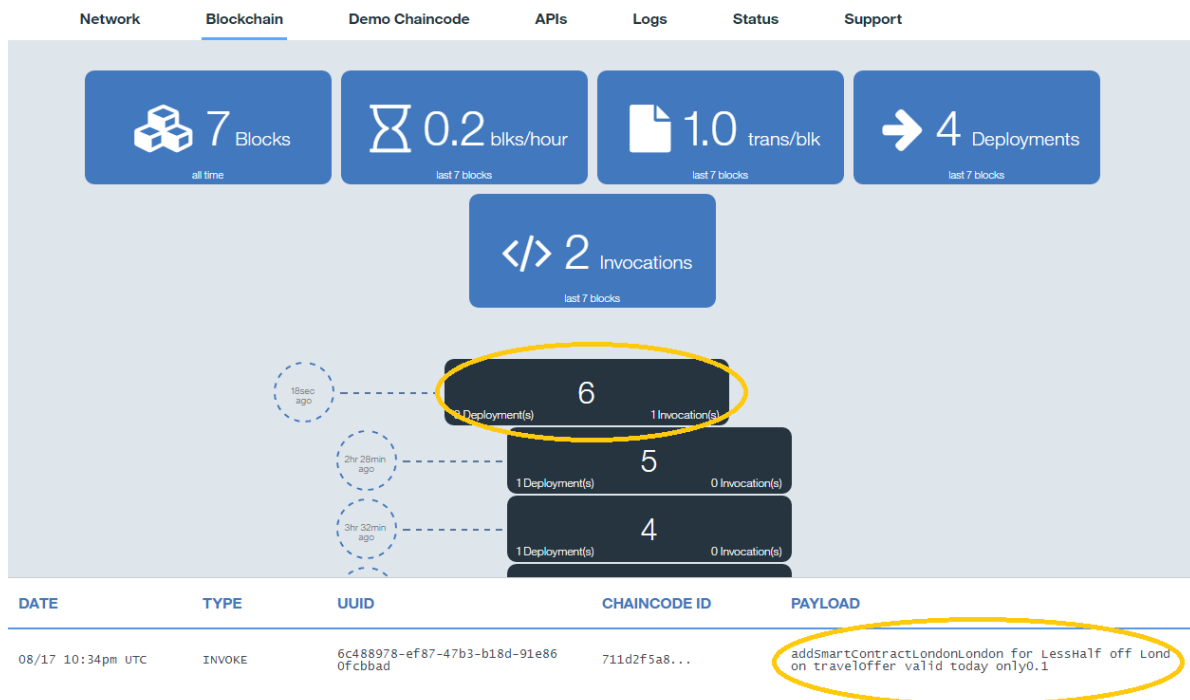 Network Blockchain Demo Chaincode APIs Logs Status Support
7 Blocks
all time
0.2 blks/hour
last 7 blocks
1.0 trans/blk
last 7 blocks
4 Deployments
last 7 blocks
</> 2 Invocations
last 7 blocks
18sec
ago
6
Deployment(s) 1 Invocation(s)
2hr 28min
ago
5
1 Deployment(s) 0 Invocation(s)
3hr 32min
ago
4
1 Deployment(s) 0 Invocation(s)
DATE TYPE UUID CHAINCODE ID PAYLOAD
08/17 10:34pm UTC INVOKE 6c488978-ef87-47b3-b18d-91e86 711d2f5a8... addSmartContractLondonLondon for LessHalf off Lond
0fcbbad on travelOffer valid today only0.1